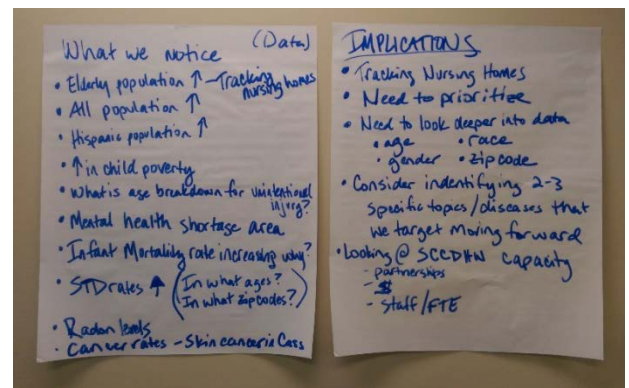 What we notice (Data)
• Elderly population ↑ - Tracking
nursing homes
• All population ↑
• Hispanic population ↑
• ↑ in child poverty
• What is age breakdown for unintentional
injury?
• Mental health shortage area
• Infant Mortality rate increasing why?
• STD rates ↑ (In what ages?
In what zip codes?)
• Radon levels
• Cancer rates - Skin cancer in Cass
IMPLICATIONS
• Tracking Nursing Homes
• Need to prioritize
• Need to look deeper into data
• age • race
• gender • zip code
• Consider indentifying 2-3
specific topics/diseases that
we target moving forward
• Looking @ SCCDHN capacity
- partnerships
- $
- Staff/FTE